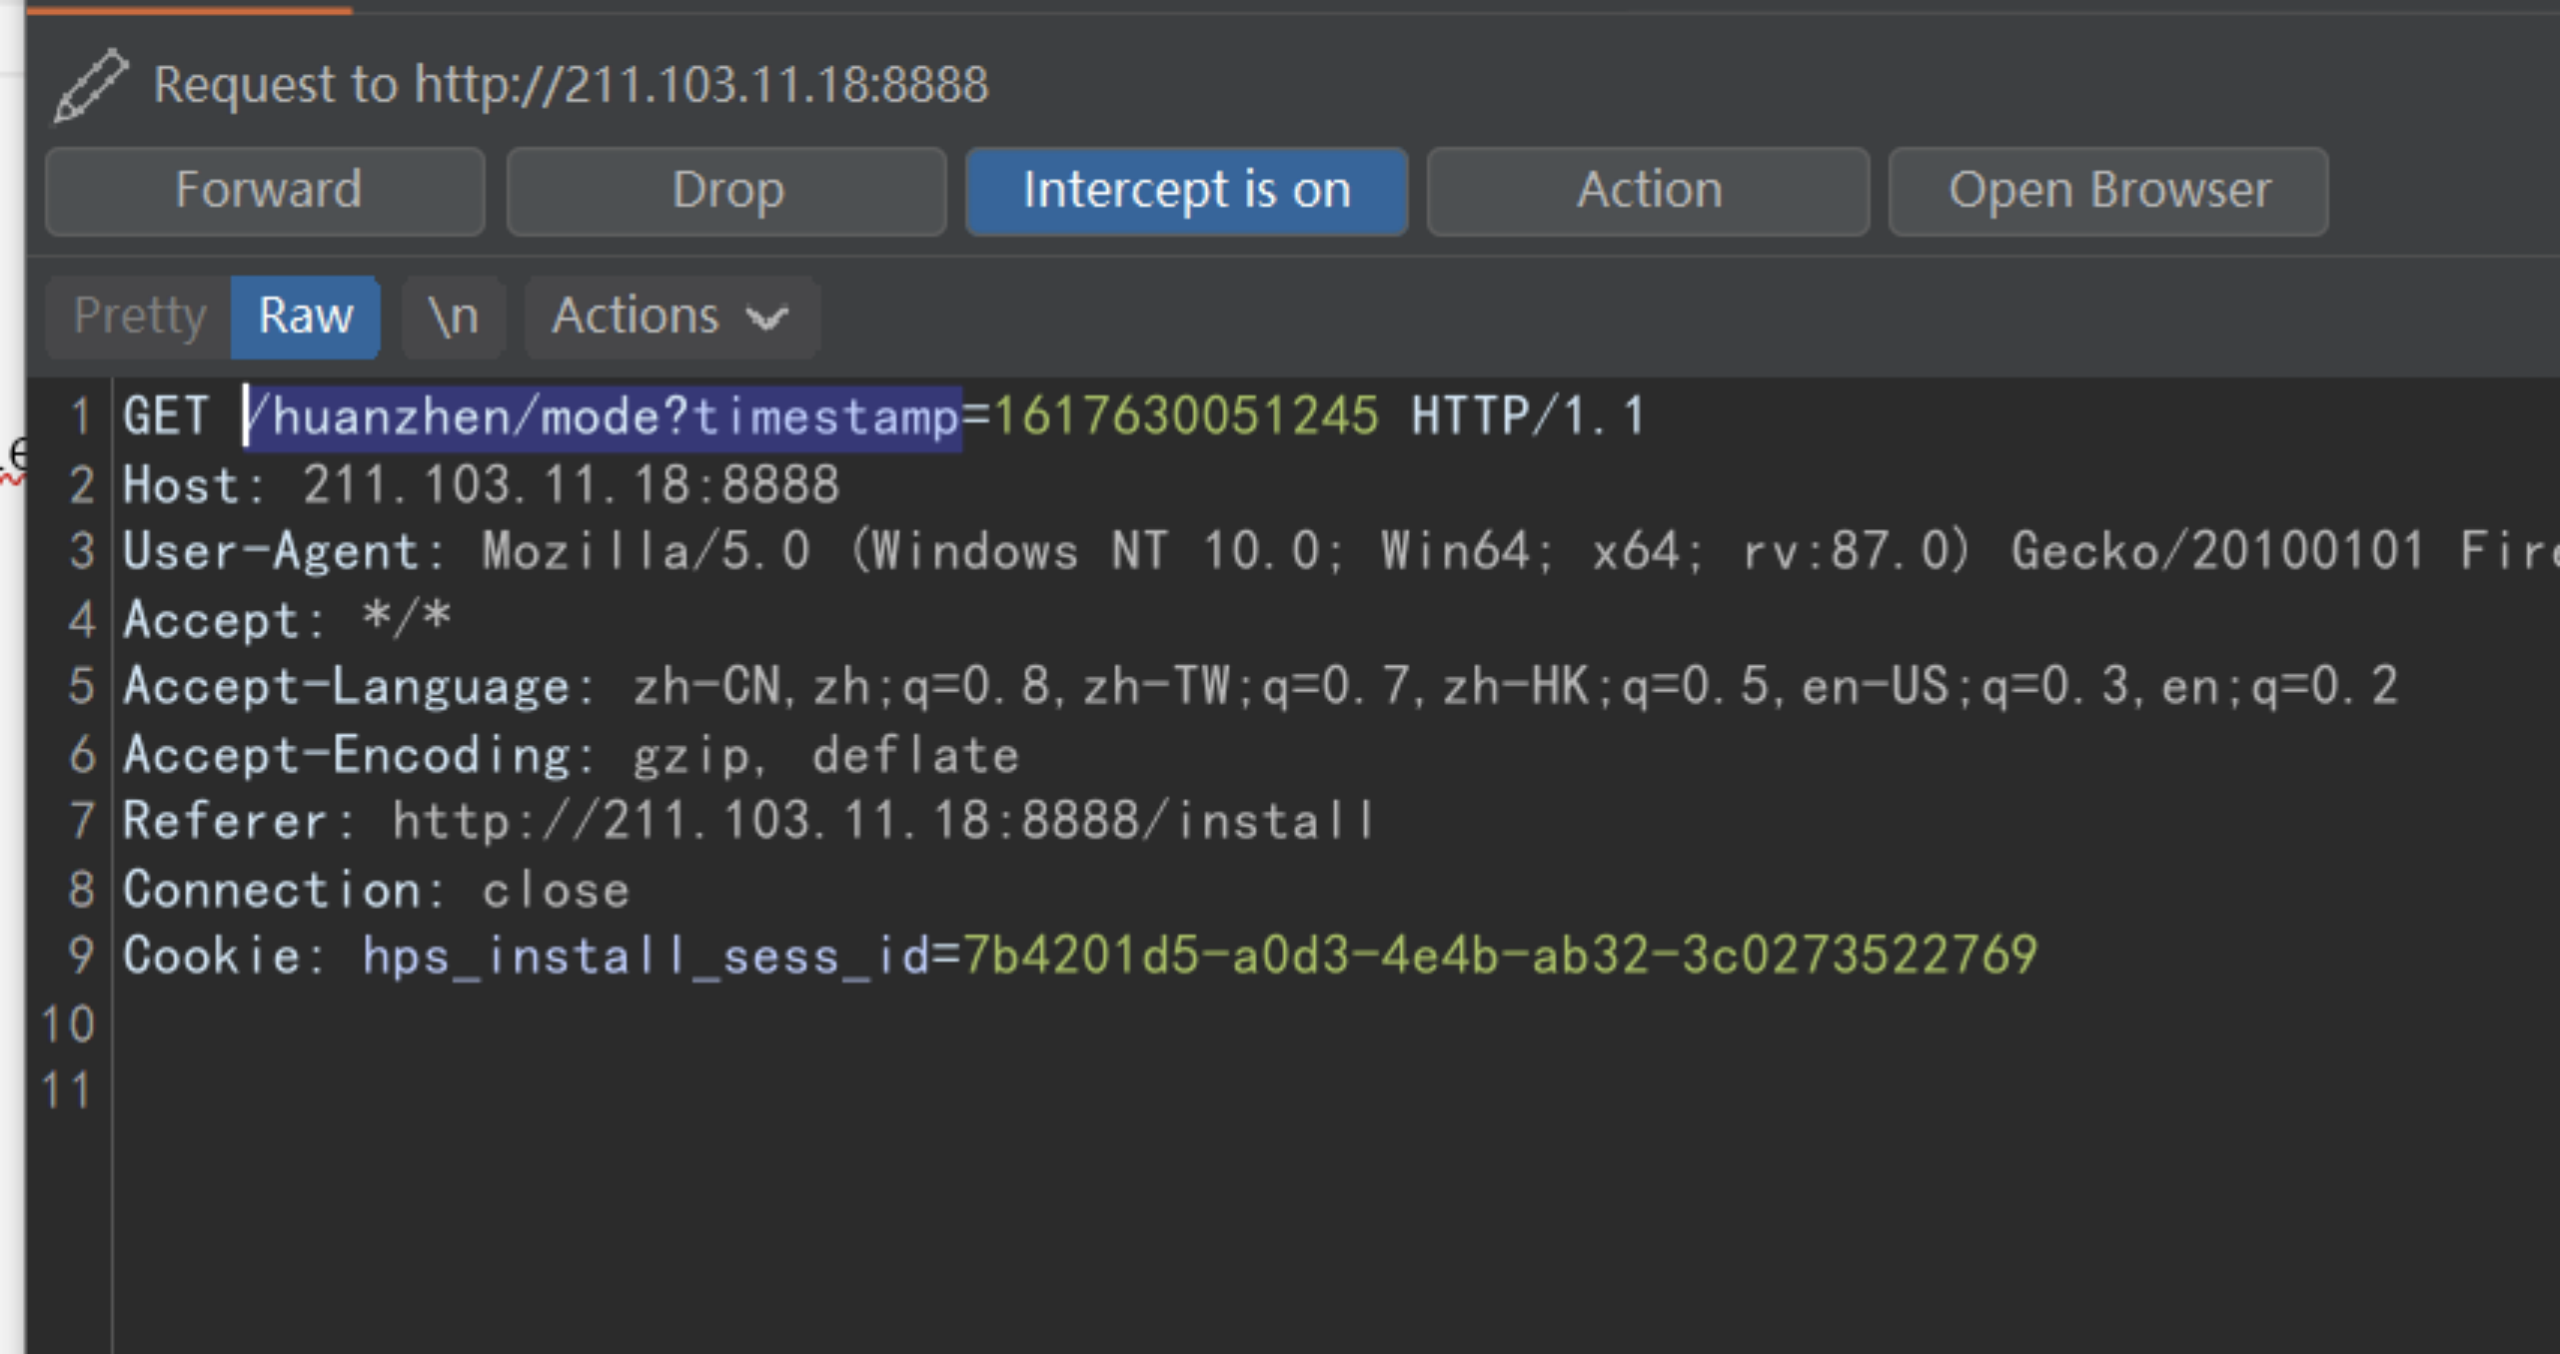 Request to http://211.103.11.18:8888
Forward Drop Intercept is on Action Open Browser
Pretty Raw \n Actions
1 GET /huanzhen/mode?timestamp=1617630051245 HTTP/1.1
2 Host: 211.103.11.18:8888
3 User-Agent: Mozilla/5.0 (Windows NT 10.0; Win64; x64; rv:87.0) Gecko/20100101
4 Accept: */*
5 Accept-Language: zh-CN,zh;q=0.8,zh-TW;q=0.7,zh-HK;q=0.5,en-US;q=0.3,en;q=0.2
6 Accept-Encoding: gzip, deflate
7 Referer: http://211.103.11.18:8888/install
8 Connection: close
9 Cookie: hps_install_sess_id=7b4201d5-a0d3-4e4b-ab32-3c0273522769
10
11